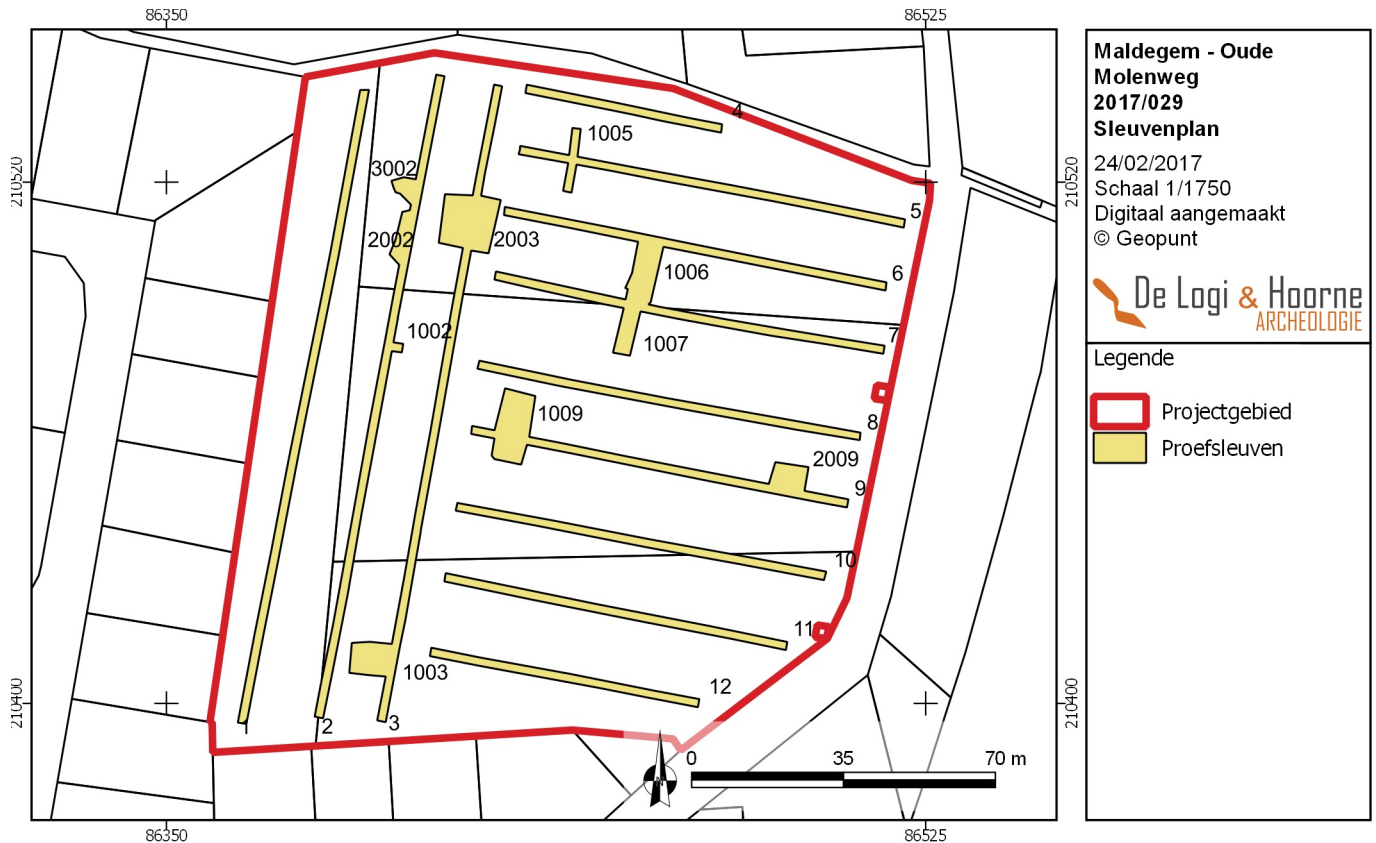 86350
86525
210520
210520
210400
210400
86350
86525
4
1005
3002
5
2002
2003
6
1006
1002
7
1007
1009
8
2009
9
10
11
1003
12
1
2
3
0
35
70 m
Maldegem - Oude
Molenweg
2017/029
Sleuvenplan
24/02/2017
Schaal 1/1750
Digitaal aangemaakt
© Geopunt
De Logi & Hoorne
ARCHEOLOGIE
Legende
Projectgebied
Proefsleuven